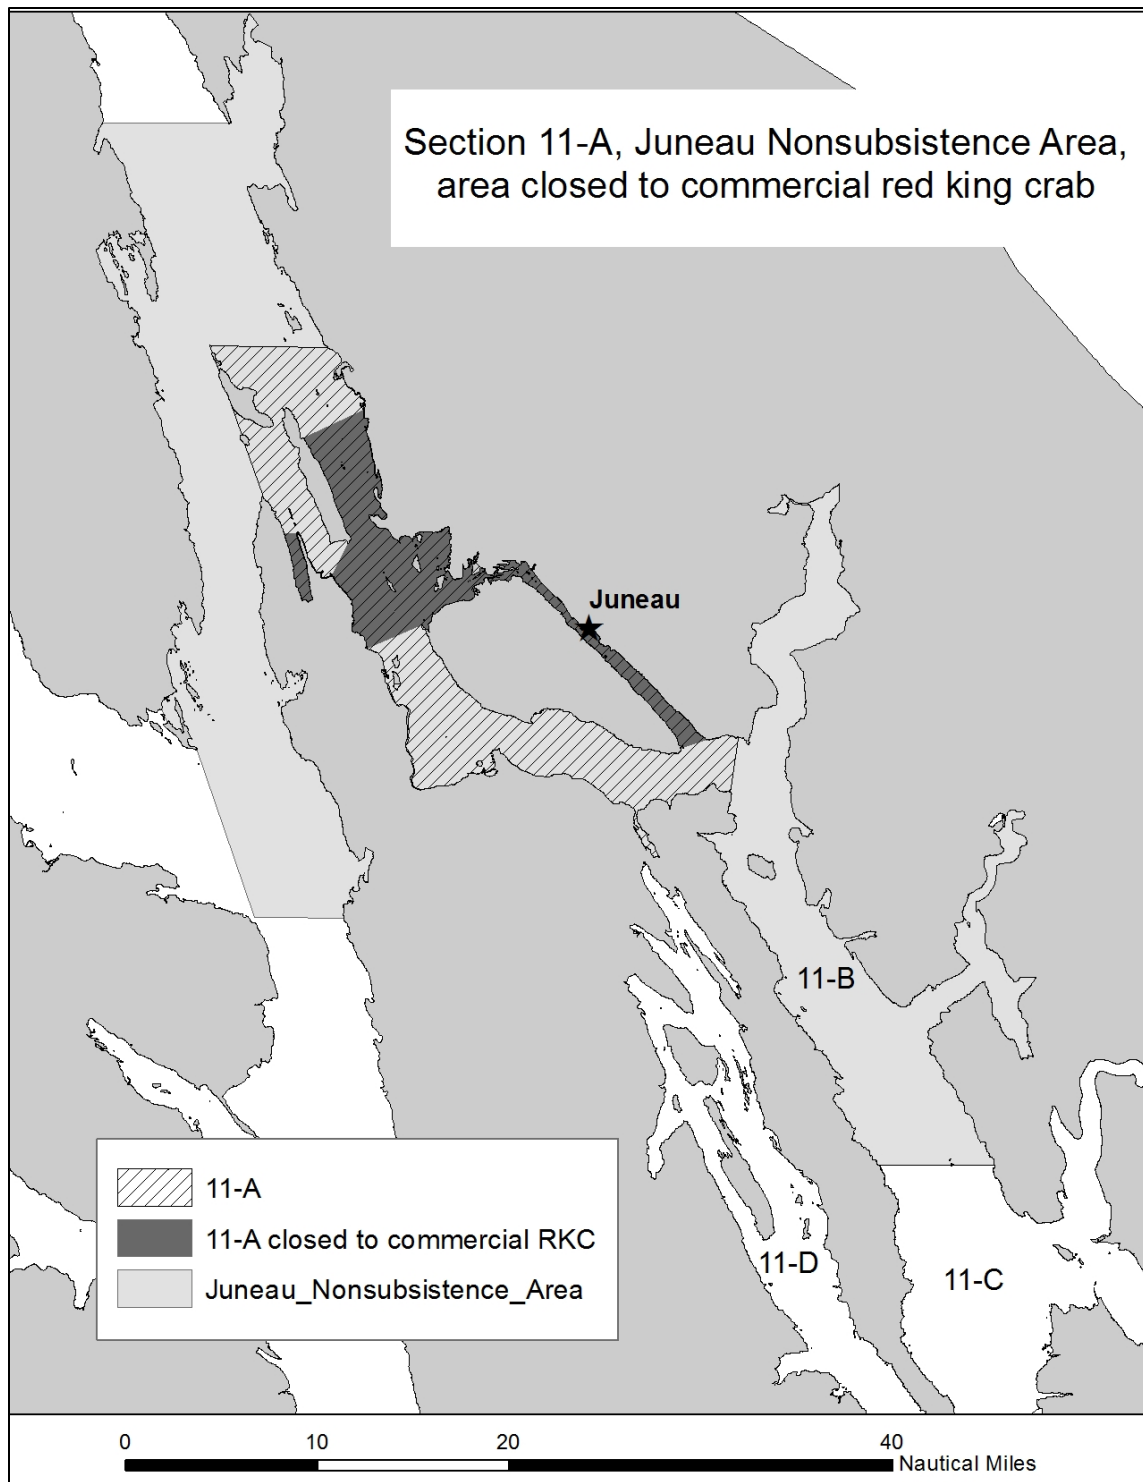 Section 11-A, Juneau Nonsubsistence Area,
area closed to commercial red king crab
Juneau
11-B
11-A
11-A closed to commercial RKC
Juneau_Nonsubsistence_Area
11-D
11-C
0 10 20 40
Nautical Miles